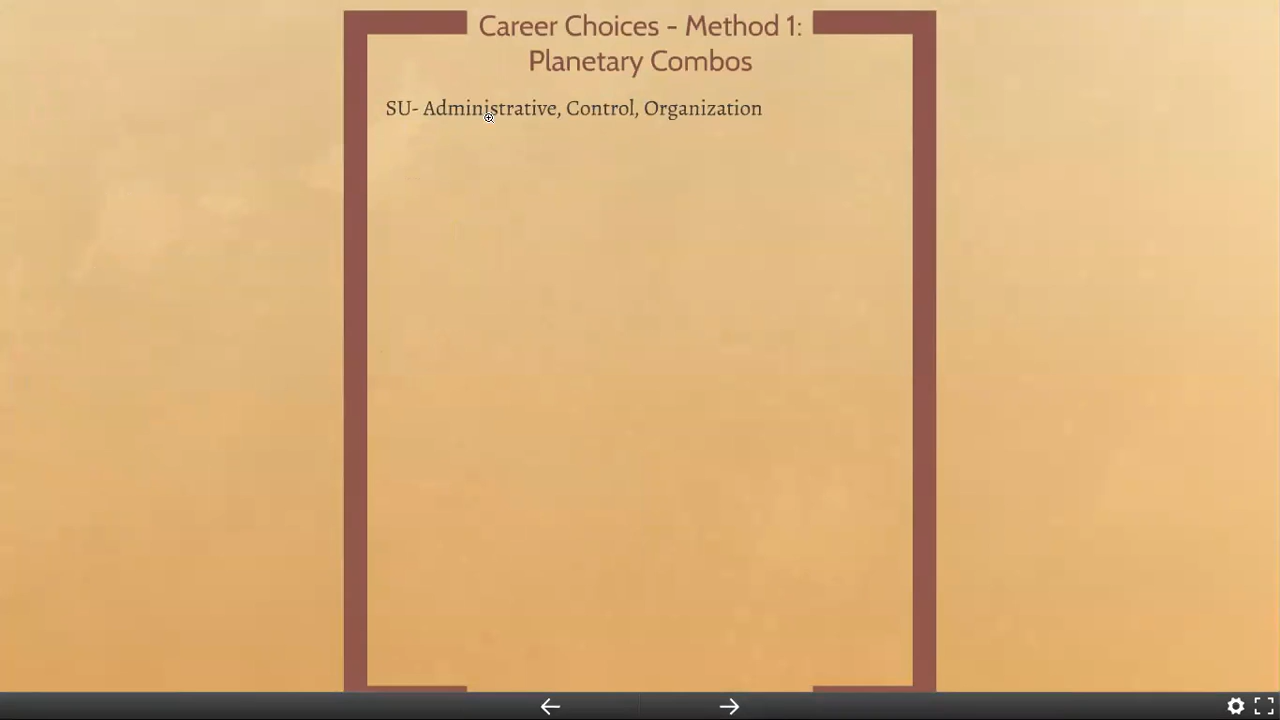 Career Choices - Method 1:
Planetary Combos
SU- Administrative, Control, Organization